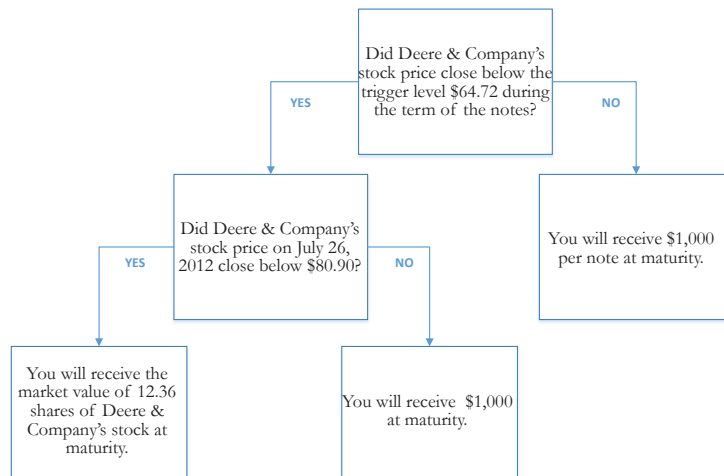 Did Deere & Company's
stock price close below the
trigger level $64.72 during
the term of the notes?
YES
NO
Did Deere & Company's
stock price on July 26,
2012 close below $80.90?
You will receive $1,000
per note at maturity.
YES
NO
You will receive the
market value of 12.36
shares of Deere &
Company's stock at
maturity.
You will receive $1,000
at maturity.